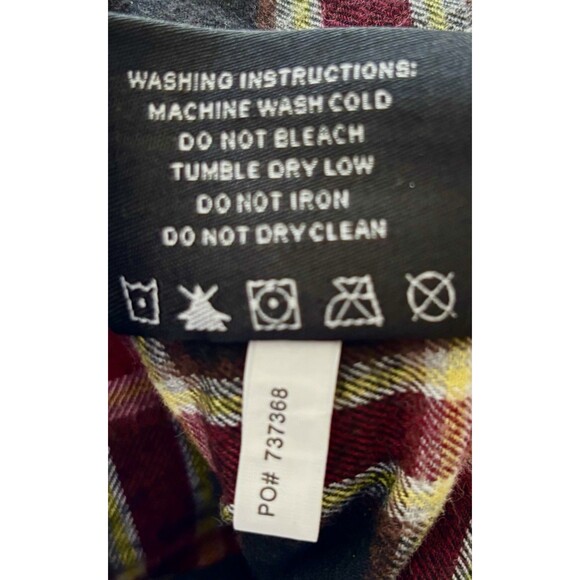 WASHING INSTRUCTIONS:
MACHINE WASH COLD
DO NOT BLEACH
TUMBLE DRY LOW
DO NOT IRON
DO NOT DRY CLEAN
PO# 737368